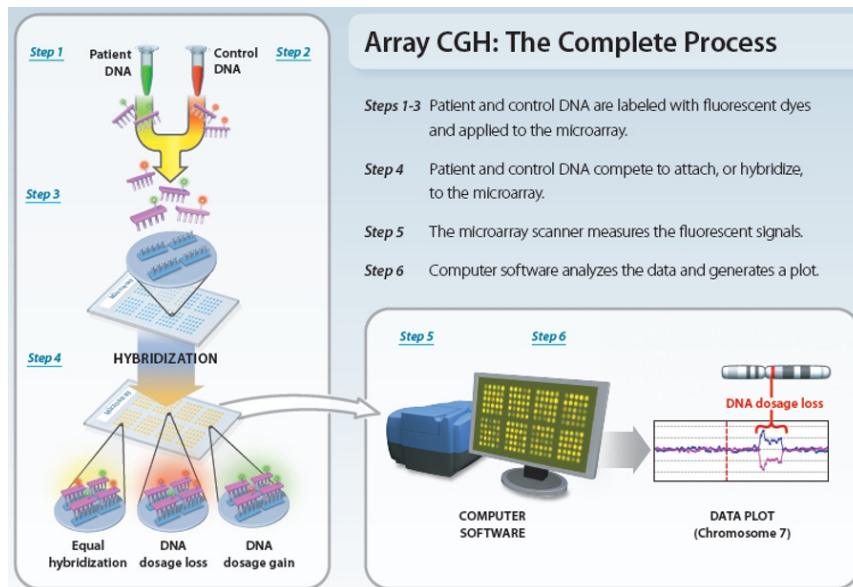 Step 1
Patient
DNA
Control
DNA
Step 2
Step 3
Step 4
HYBRIDIZATION
Equal
hybridization
DNA
dosage loss
DNA
dosage gain
Array CGH: The Complete Process
Steps 1-3 Patient and control DNA are labeled with fluorescent dyes
and applied to the microarray.
Step 4 Patient and control DNA compete to attach, or hybridize,
to the microarray.
Step 5 The microarray scanner measures the fluorescent signals.
Step 6 Computer software analyzes the data and generates a plot.
Step 5
Step 6
COMPUTER
SOFTWARE
DNA dosage loss
DATA PLOT
(Chromosome 7)